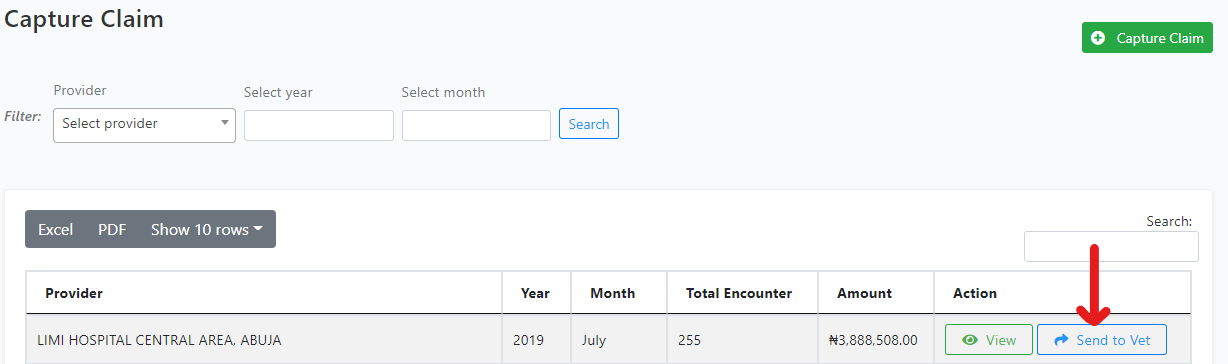 Capture Claim
Capture Claim
Provider Select year Select month
Filter: Select provider Search
Excel PDF Show 10 rows
Search:
Provider Year Month Total Encounter Amount Action
LIMI HOSPITAL CENTRAL AREA, ABUJA 2019 July 255 ₦3,888,508.00 View Send to Vet